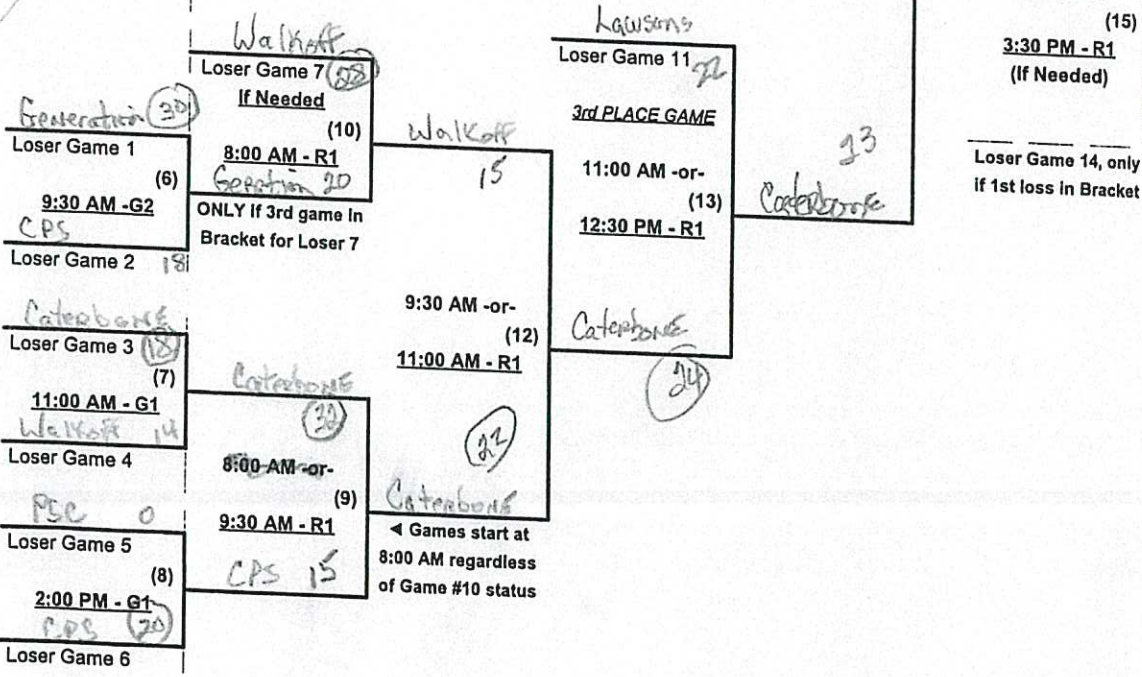 Walkoff
Loser Game 7 28
If Needed
(10)
8:00 AM - R1
20
ONLY if 3rd game in
Bracket for Loser 7
Generation 30
Loser Game 1
(6)
9:30 AM -G2
CPS
Loser Game 2 18
Caterbone
Loser Game 3 18
(7)
11:00 AM - G1
Walkoff 14
Loser Game 4
PSC 0
Loser Game 5
(8)
2:00 PM - G1
CPS 20
Loser Game 6
Caterbone
32
8:00 AM -or-
(9)
9:30 AM - R1
CPS 15
Walkoff
15
9:30 AM -or-
(12)
11:00 AM - R1
22
Caterbone
◄ Games start at
8:00 AM regardless
of Game #10 status
Lawsons
Loser Game 11 22
3rd PLACE GAME
11:00 AM -or-
(13)
12:30 PM - R1
Caterbone
24
23
Caterbone
(15)
3:30 PM - R1
(If Needed)
Loser Game 14, only
if 1st loss in Bracket